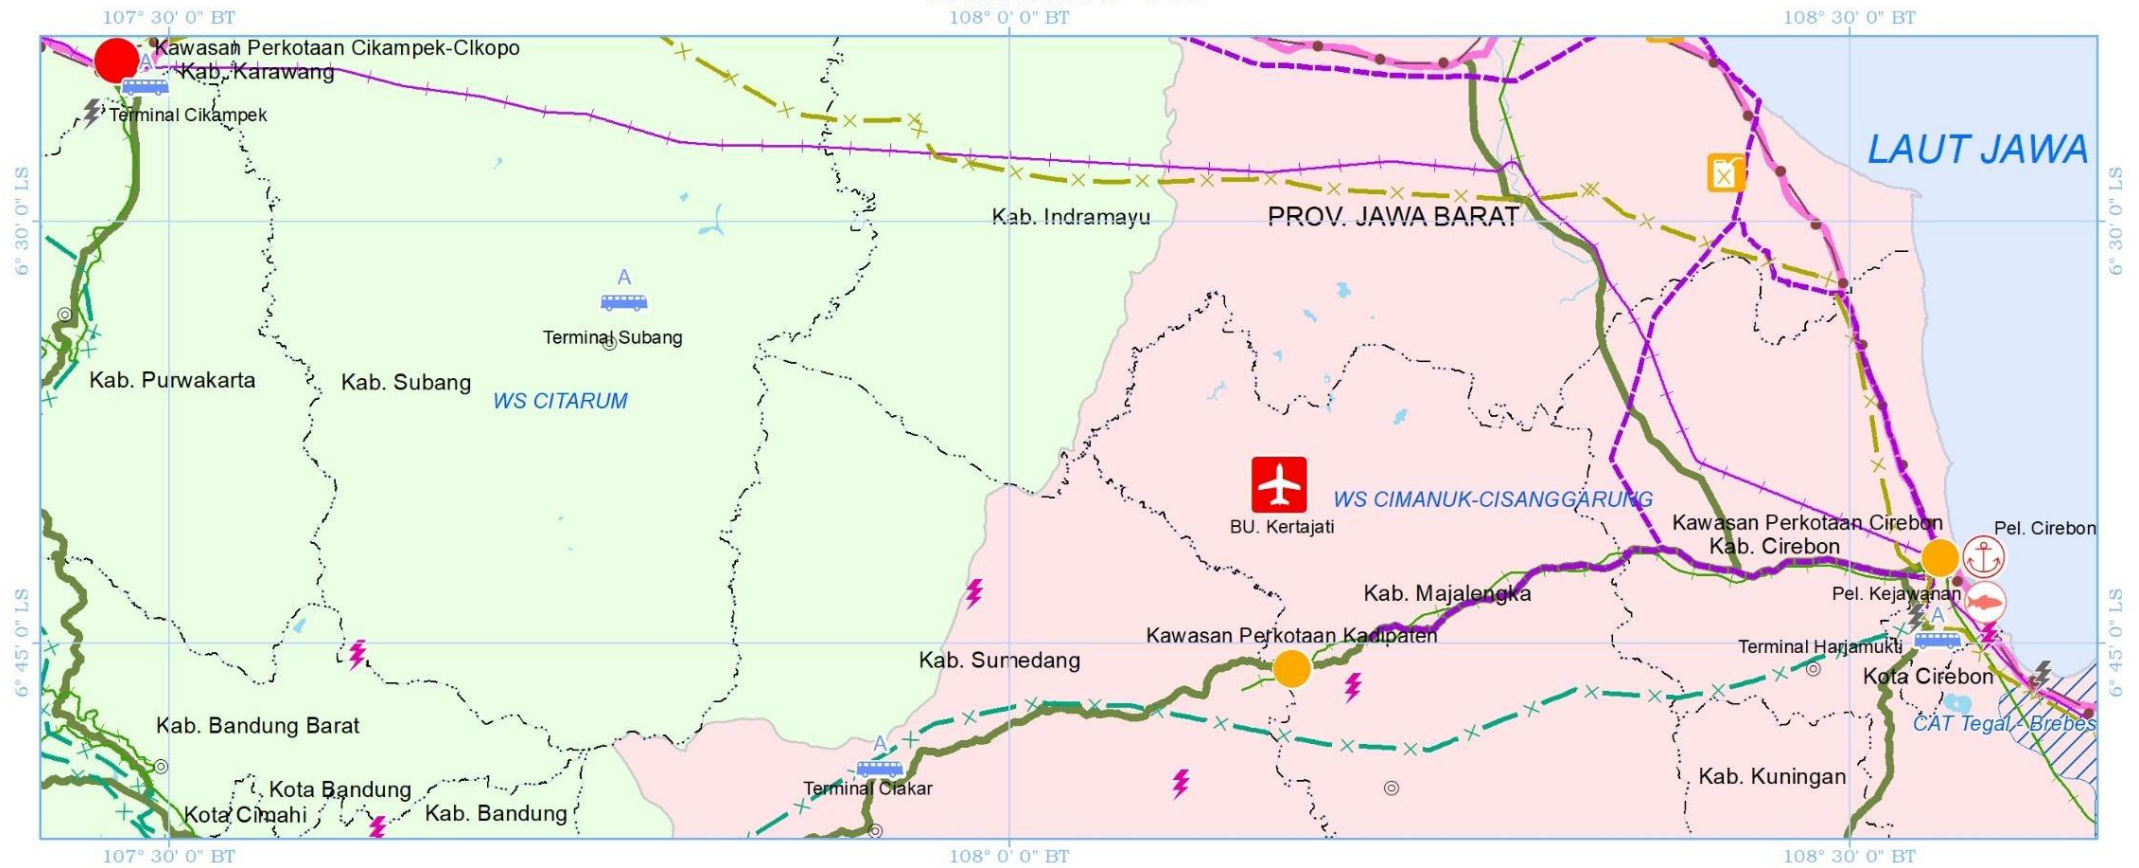 107° 30' 0" BT
108° 0' 0" BT
108° 30' 0" BT
Kawasan Perkotaan Cikampek-CIkopo
A
Kab. Karawang
Terminal Cikampek
LAUT JAWA
6° 30' 0" LS
6° 30' 0" LS
Kab. Indramayu
PROV. JAWA BARAT
A
Terminal Subang
Kab. Purwakarta
Kab. Subang
WS CITARUM
WS CIMANUK-CISANGGARUNG
BU. Kertajati
Kawasan Perkotaan Cirebon
Pel. Cirebon
Kab. Cirebon
Kab. Majalengka
Pel. Kejawanan
A
Kawasan Perkotaan Kadipaten
Terminal Harjamukti
6° 45' 0" LS
6° 45' 0" LS
Kab. Sumedang
Kota Cirebon
Kab. Bandung Barat
CAT Tegal - Brebes
A
Kab. Kuningan
Terminal Ciakar
Kota Bandung
Kota Cimahi
Kab. Bandung
107° 30' 0" BT
108° 0' 0" BT
108° 30' 0" BT